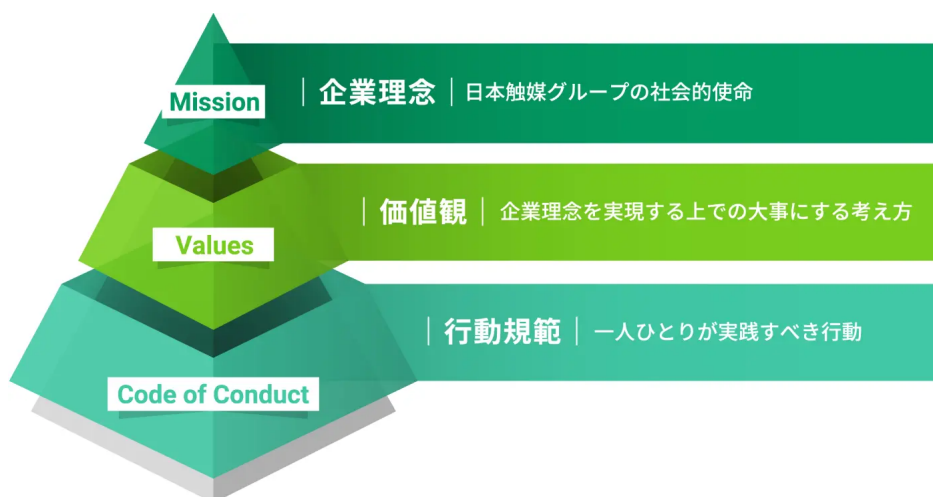 Mission
企業理念
日本触媒グループの社会的使命
Values
価値観
企業理念を実現する上での大事にする考え方
行動規範
一人ひとりが実践すべき行動
Code of Conduct